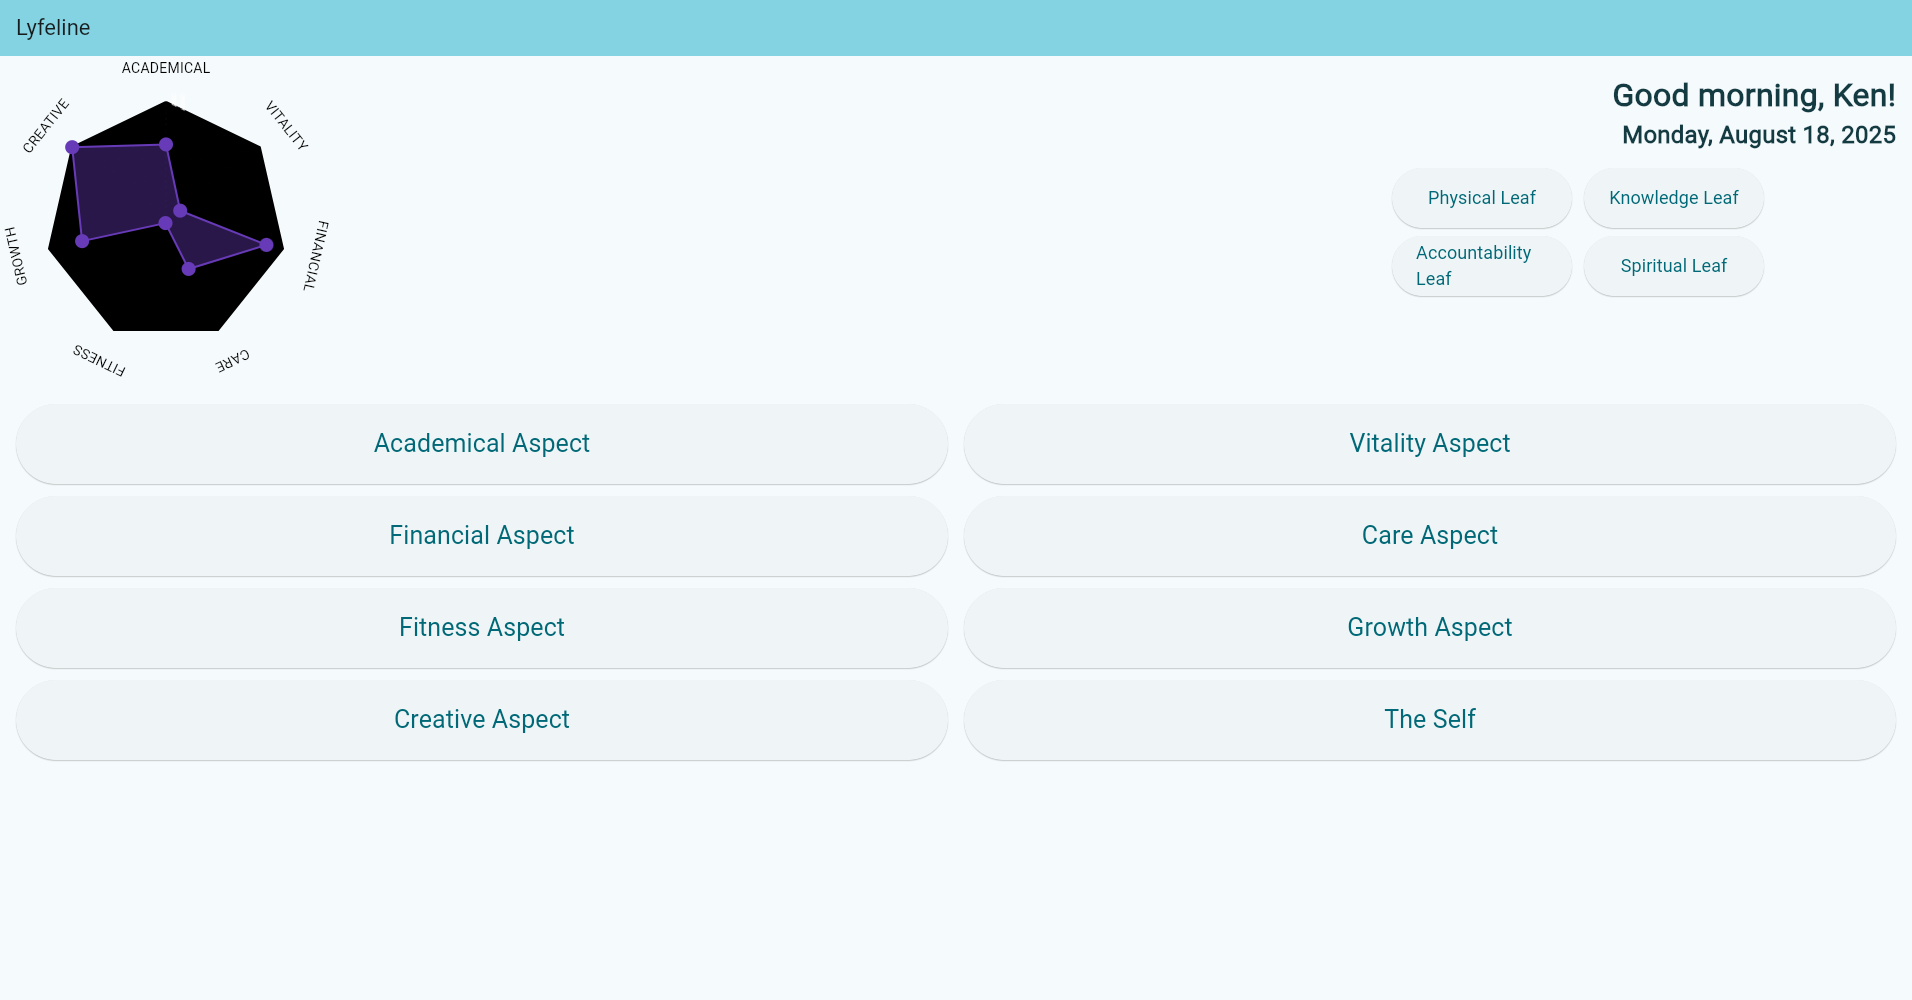 Lyfeline
ACADEMICAL
VITALITY
FINANCIAL
CARE
FITNESS
GROWTH
CREATIVE
Good morning, Ken!
Monday, August 18, 2025
Physical Leaf
Knowledge Leaf
Accountability
Leaf
Spiritual Leaf
Academical Aspect
Vitality Aspect
Financial Aspect
Care Aspect
Fitness Aspect
Growth Aspect
Creative Aspect
The Self